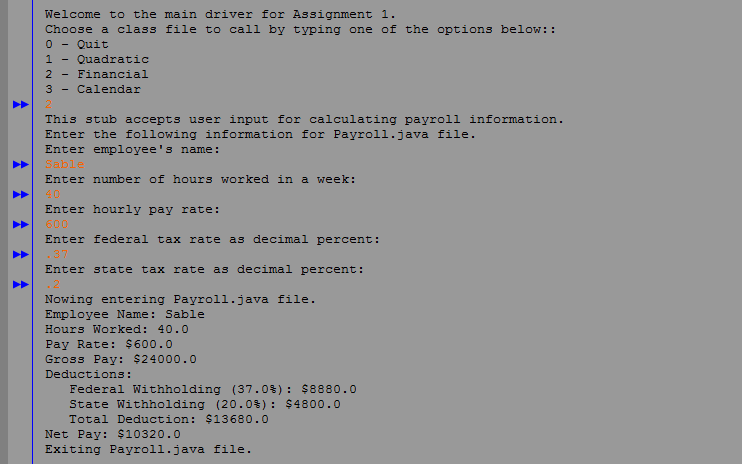 Welcome to the main driver for Assignment 1.
Choose a class file to call by typing one of the options below::
0 - Quit
1 - Quadratic
2 - Financial
3 - Calendar
2
This stub accepts user input for calculating payroll information.
Enter the following information for Payroll.java file.
Enter employee's name:
Sable
Enter number of hours worked in a week:
40
Enter hourly pay rate:
600
Enter federal tax rate as decimal percent:
.37
Enter state tax rate as decimal percent:
.2
Nowing entering Payroll.java file.
Employee Name: Sable
Hours Worked: 40.0
Pay Rate: $600.0
Gross Pay: $24000.0
Deductions:
Federal Withholding (37.0%): $8880.0
State Withholding (20.0%): $4800.0
Total Deduction: $13680.0
Net Pay: $10320.0
Exiting Payroll.java file.